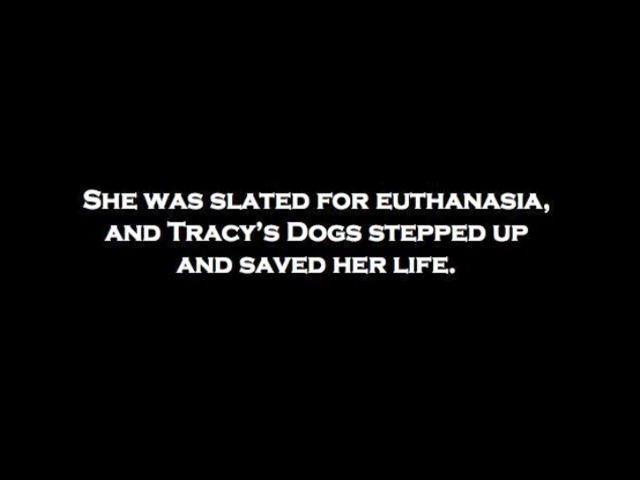 She was slated for euthanasia,
and Tracy’s Dogs stepped up
and saved her life.